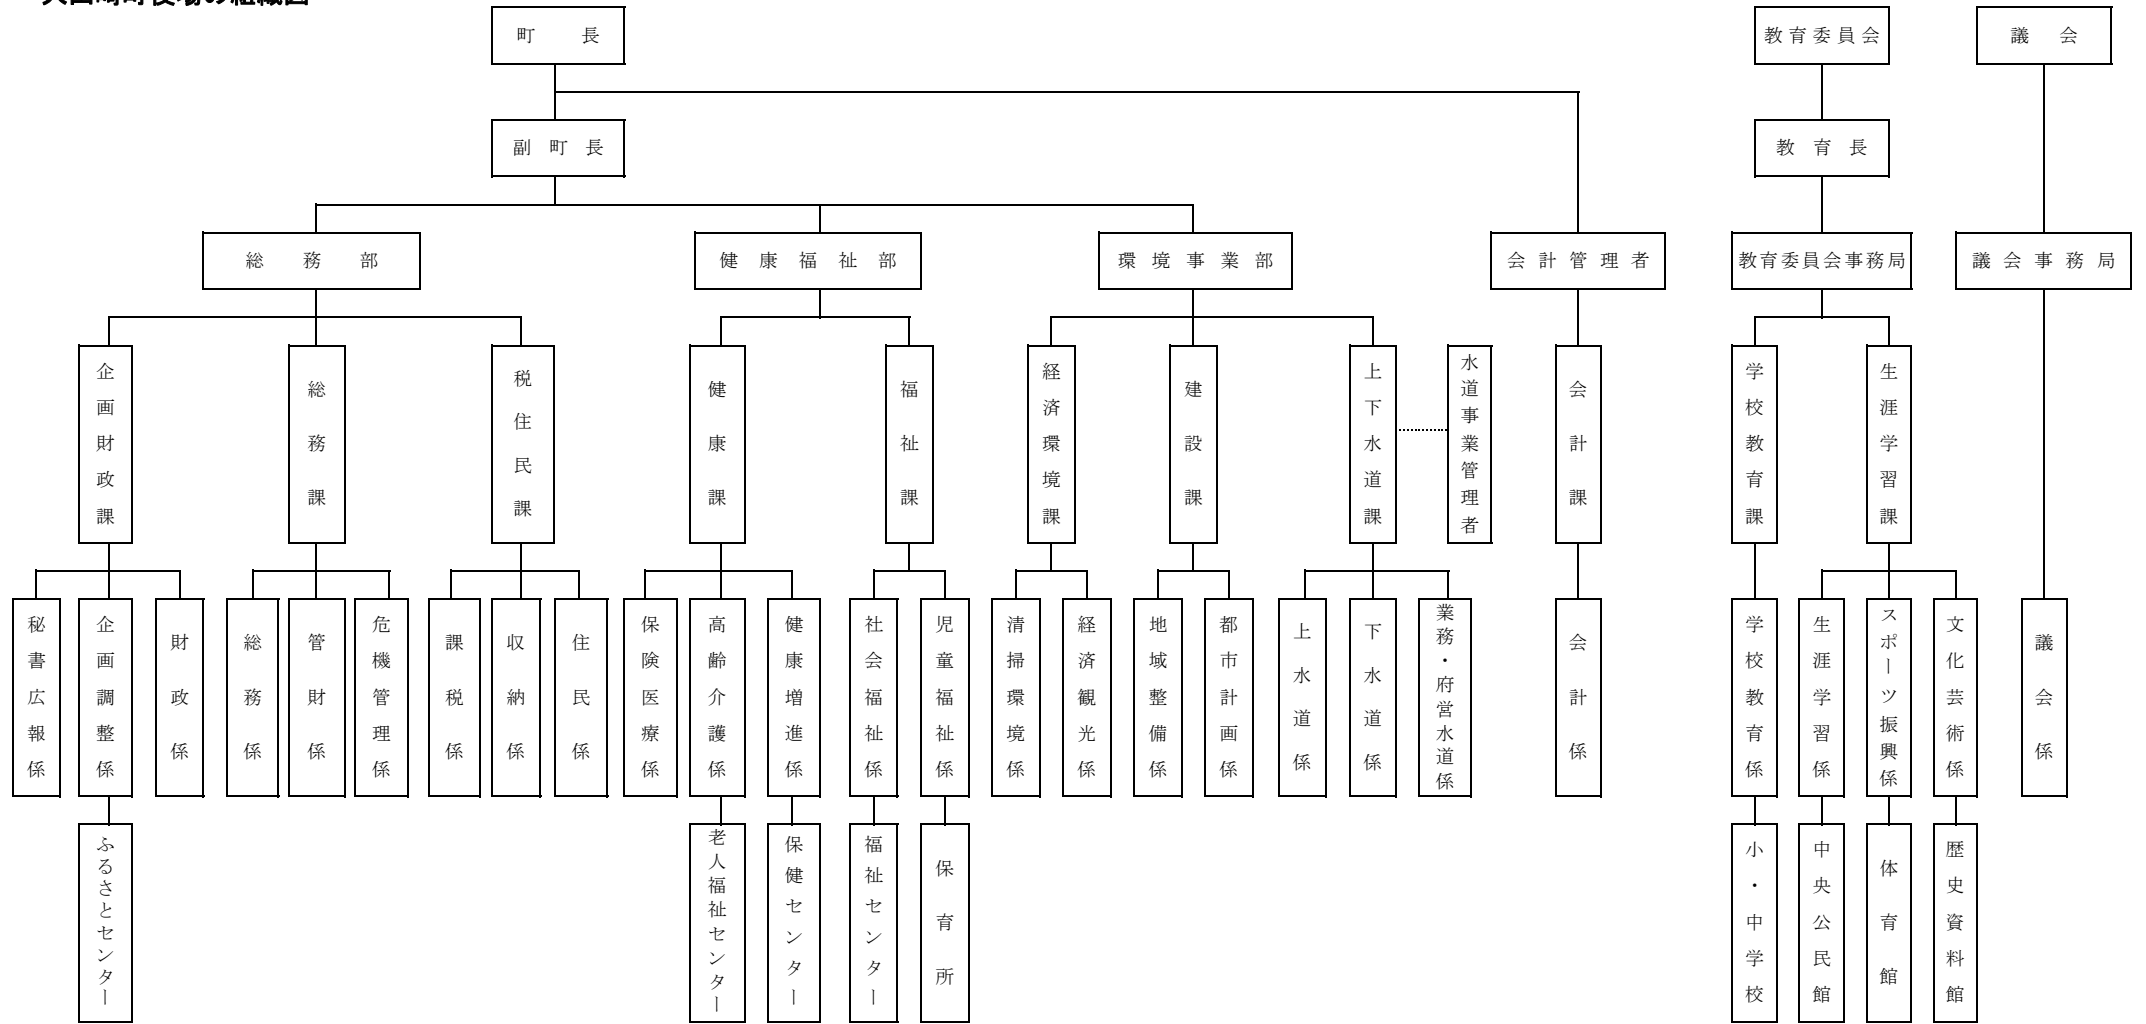 大山崎町役場の組織図
町長
教育委員会
議会
副町長
教育長
総務部
健康福祉部
環境事業部
会計管理者
教育委員会事務局
議会事務局
企画財政課
総務課
税住民課
健康課
福祉課
経済環境課
建設課
上下水道課
水道事業管理者
会計課
学校教育課
生涯学習課
秘書広報係
企画調整係
財政係
総務係
管財係
危機管理係
課税係
収納係
住民係
保険医療係
高齢介護係
健康増進係
社会福祉係
児童福祉係
清掃環境係
経済観光係
地域整備係
都市計画係
上水道係
下水道係
業務・府営水道係
会計係
学校教育係
生涯学習係
スポーツ振興係
文化芸術係
議会係
ふるさとセンター
老人福祉センター
保健センター
福祉センター
保育所
小・中学校
中央公民館
体育館
歴史資料館